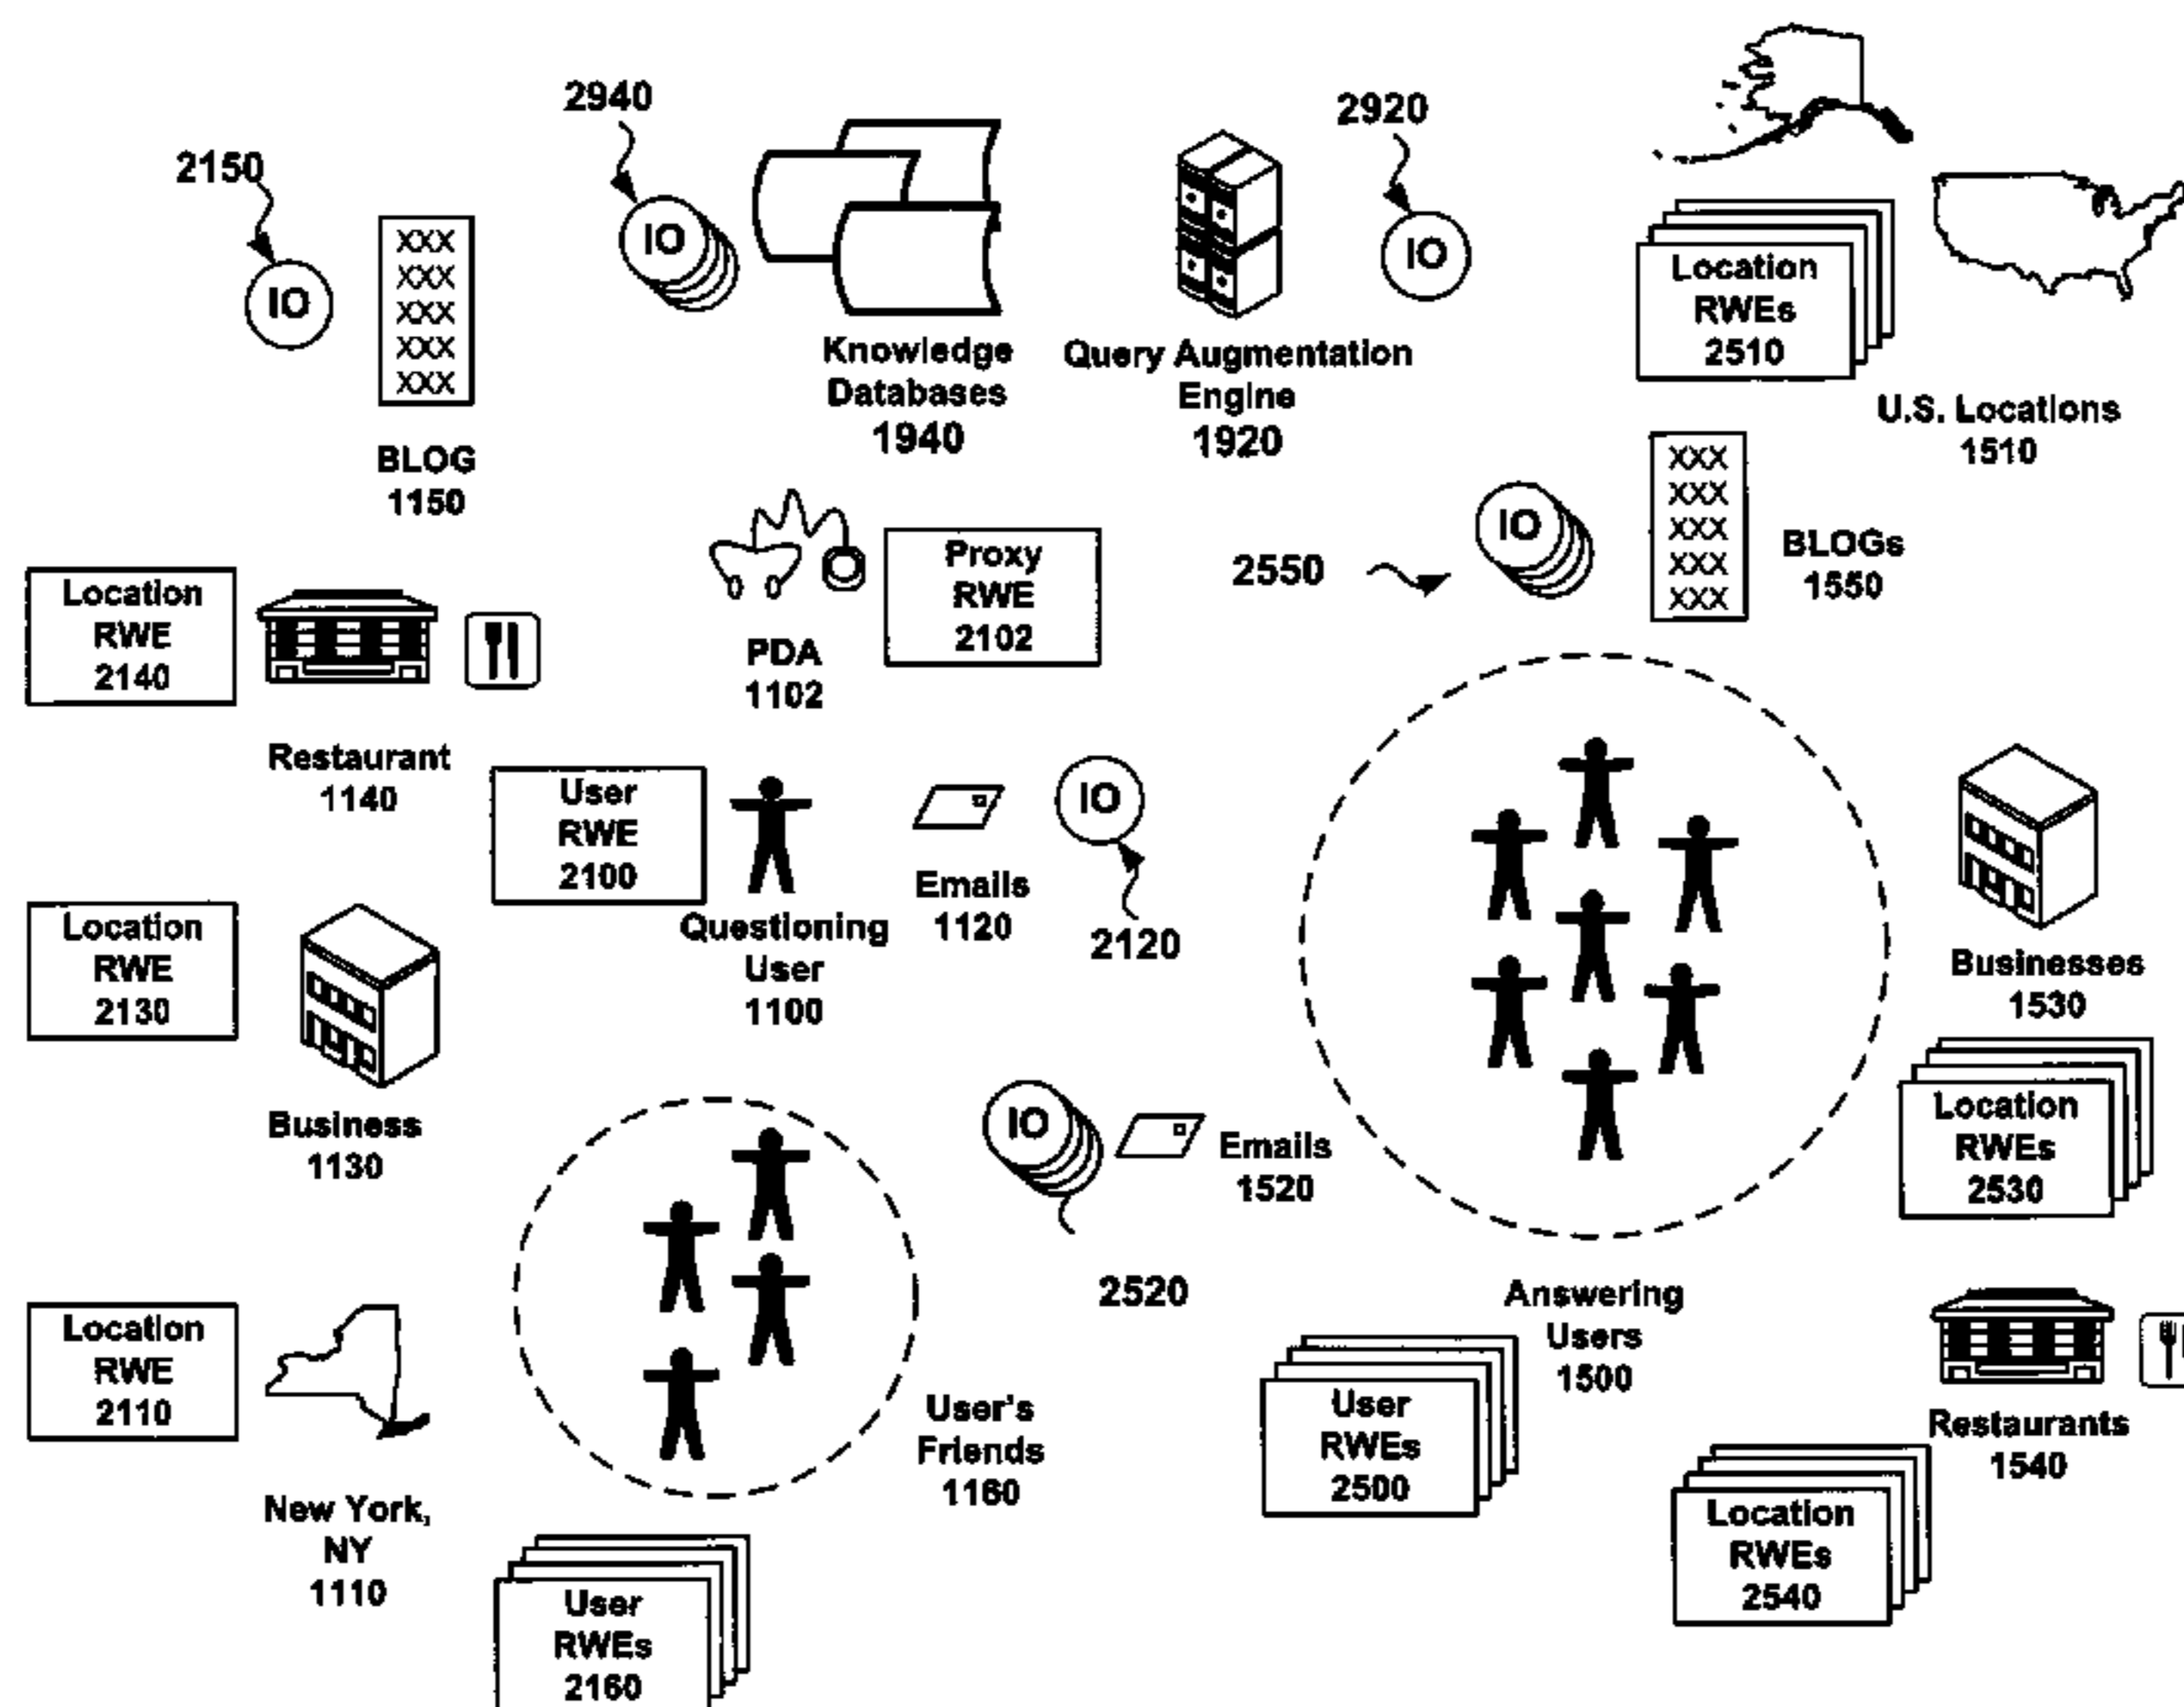 2940
2920
2150
IO
IO
IO
XXX
XXX
XXX
XXX
XXX
Location
RWEs
2510
Knowledge
Databases
1940
Query Augmentation
Engine
1920
U.S. Locations
1510
BLOG
1150
XXX
XXX
XXX
XXX
XXX
IO
2550
BLOGs
1550
Proxy
RWE
2102
PDA
1102
Location
RWE
2140
Restaurant
1140
User
RWE
2100
IO
Emails
1120
2120
Questioning
User
1100
Location
RWE
2130
Businesses
1530
Business
1130
IO
Emails
1520
Location
RWEs
2530
2520
Answering
Users
1500
Location
RWE
2110
User's
Friends
1160
User
RWEs
2500
Restaurants
1540
New York,
NY
1110
Location
RWEs
2540
User
RWEs
2160